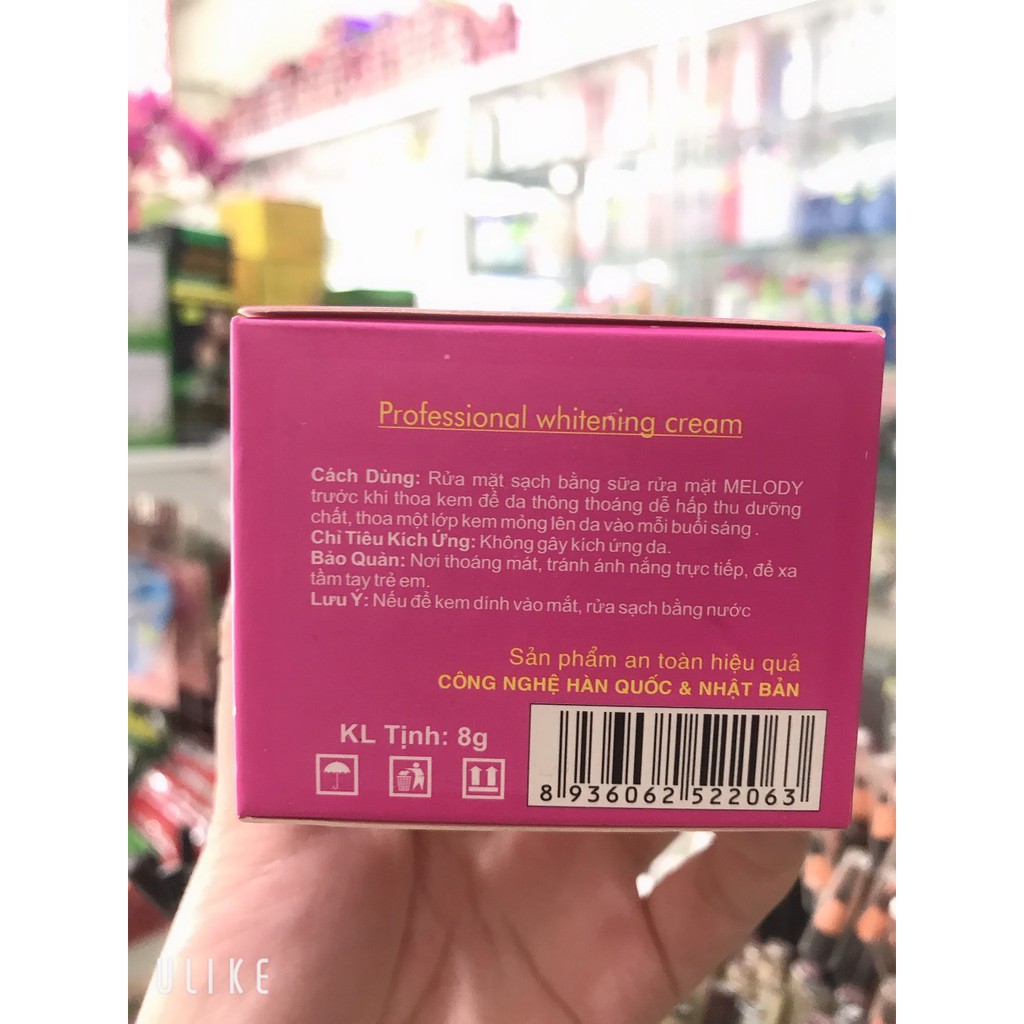 Professional whitening cream
Cách Dùng: Rửa mặt sạch bằng sữa rửa mặt MELODY
trước khi thoa kem để da thông thoáng dễ hấp thu dưỡng
chất, thoa một lớp kem mỏng lên da vào mỗi buổi sáng.
Chỉ Tiêu Kích Ứng: Không gây kích ứng da.
Bảo Quản: Nơi thoáng mát, tránh ánh nắng trực tiếp, để xa
tầm tay trẻ em.
Lưu Ý: Nếu để kem dính vào mắt, rửa sạch bằng nước
Sản phẩm an toàn hiệu quả
CÔNG NGHỆ HÀN QUỐC & NHẬT BẢN
KL Tịnh: 8g
8 936062 522063
ULIKE